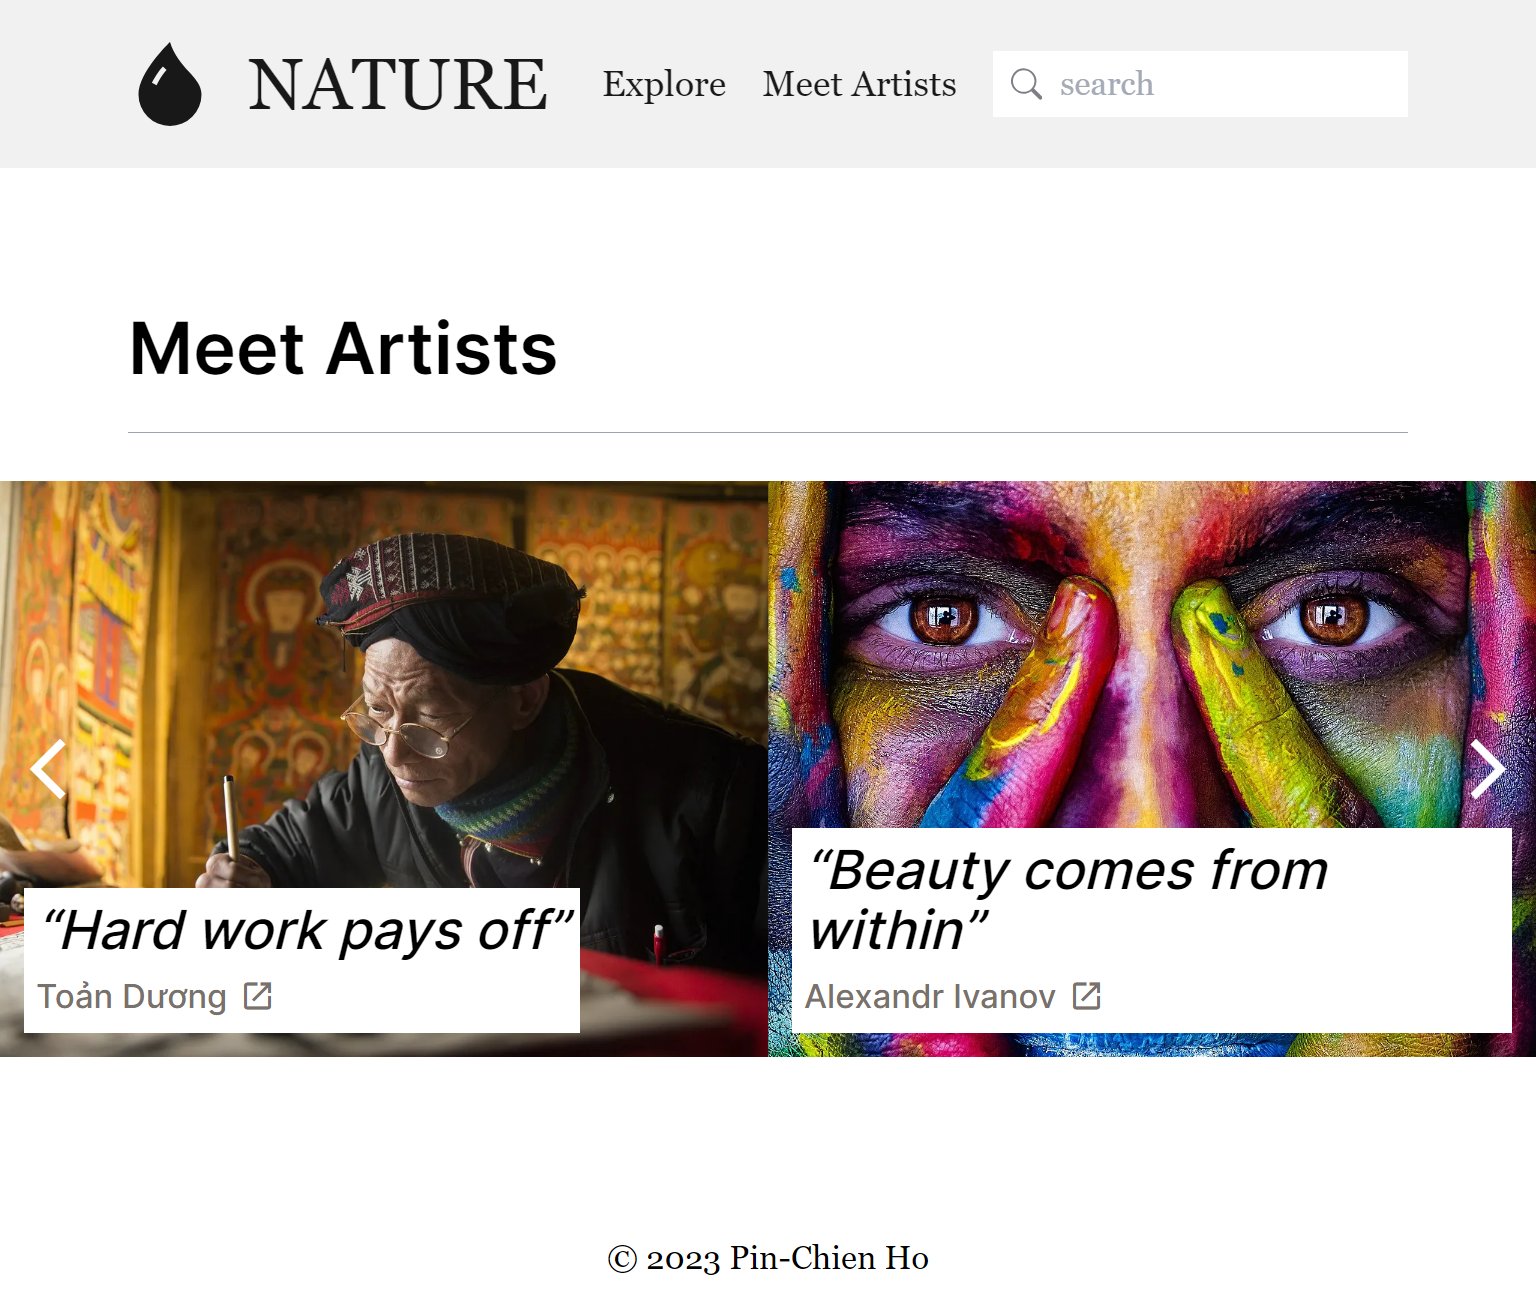 NATURE
Explore
Meet Artists
search
Meet Artists
“Hard work pays off”
Toản Dương
“Beauty comes from
within”
Alexandr Ivanov
© 2023 Pin-Chien Ho